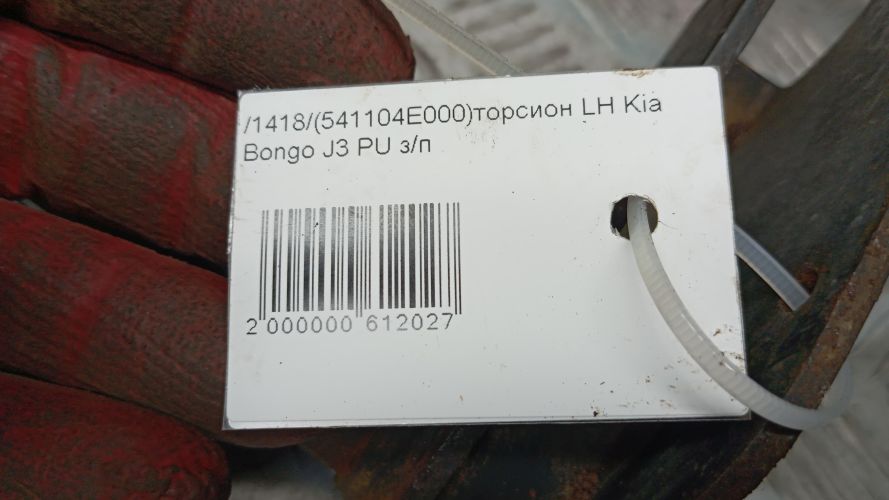 /1418/(541104E000)торсион LH Kia
Bongo J3 PU з/п
2 000000 612027